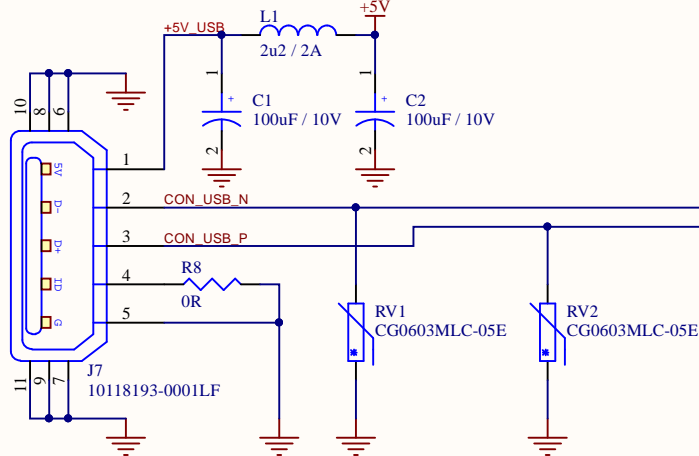 +5V
L1
+5V_USB
2u2 / 2A
1
1
+
+
C1
100uF / 10V
C2
100uF / 10V
2
2
10
8
6
5V
D-
D+
ID
G
1
2
3
4
5
CON_USB_N
CON_USB_P
R8
0R
RV1
CG0603MLC-05E
*
RV2
CG0603MLC-05E
*
11
9
7
J7
10118193-0001LF